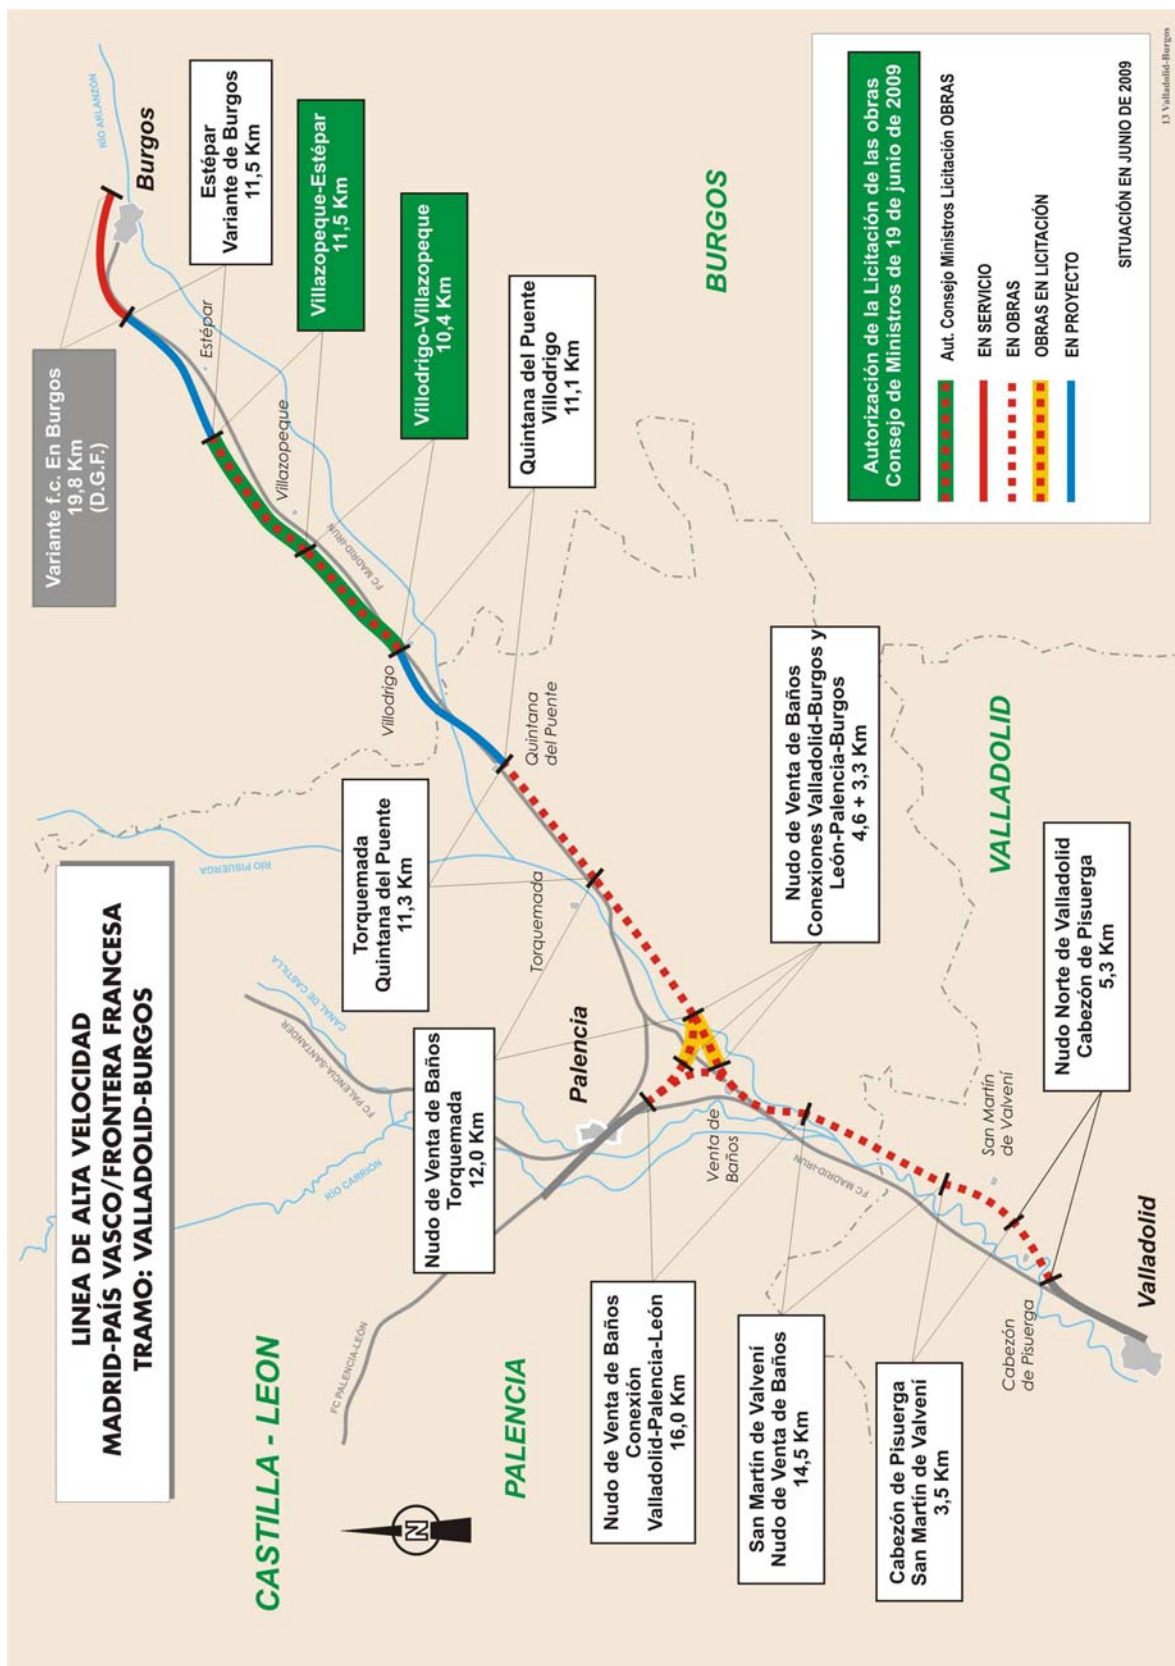 LINEA DE ALTA VELOCIDAD
MADRID-PAÍS VASCO/FRONTERA FRANCESA
TRAMO: VALLADOLID-BURGOS
CASTILLA - LEON
PALENCIA
VALLADOLID
BURGOS
N
Variante f.c. En Burgos
19,8 Km
(D.G.F.)
Estépar
Variante de Burgos
11,5 Km
Villazopeque-Estépar
11,5 Km
Villodrigo-Villazopeque
10,4 Km
Quintana del Puente
Villodrigo
11,1 Km
Torquemada
Quintana del Puente
11,3 Km
Nudo de Venta de Baños
Torquemada
12,0 Km
Nudo de Venta de Baños
Conexiones Valladolid-Burgos y
León-Palencia-Burgos
4,6 + 3,3 Km
Nudo de Venta de Baños
Conexión
Valladolid-Palencia-León
16,0 Km
San Martín de Valvení
Nudo de Venta de Baños
14,5 Km
Cabezón de Pisuerga
San Martín de Valvení
3,5 Km
Nudo Norte de Valladolid
Cabezón de Pisuerga
5,3 Km
Burgos
Palencia
Valladolid
Estépar
Villazopeque
Villodrigo
Quintana
del Puente
Torquemada
Venta de
Baños
San Martín
de Valvení
Cabezón
de Pisuerga
RÍO ARLANZÓN
RÍO PISUERGA
CANAL DE CASTILLA
RÍO CARRIÓN
FC PALENCIA-SANTANDER
FC PALENCIA-LEÓN
FC MADRID-IRUN
FC MADRID-IRUN
Autorización de la Licitación de las obras
Consejo de Ministros de 19 de junio de 2009
Aut. Consejo Ministros Licitación OBRAS
EN SERVICIO
EN OBRAS
OBRAS EN LICITACIÓN
EN PROYECTO
SITUACIÓN EN JUNIO DE 2009
13 Valladolid-Burgos